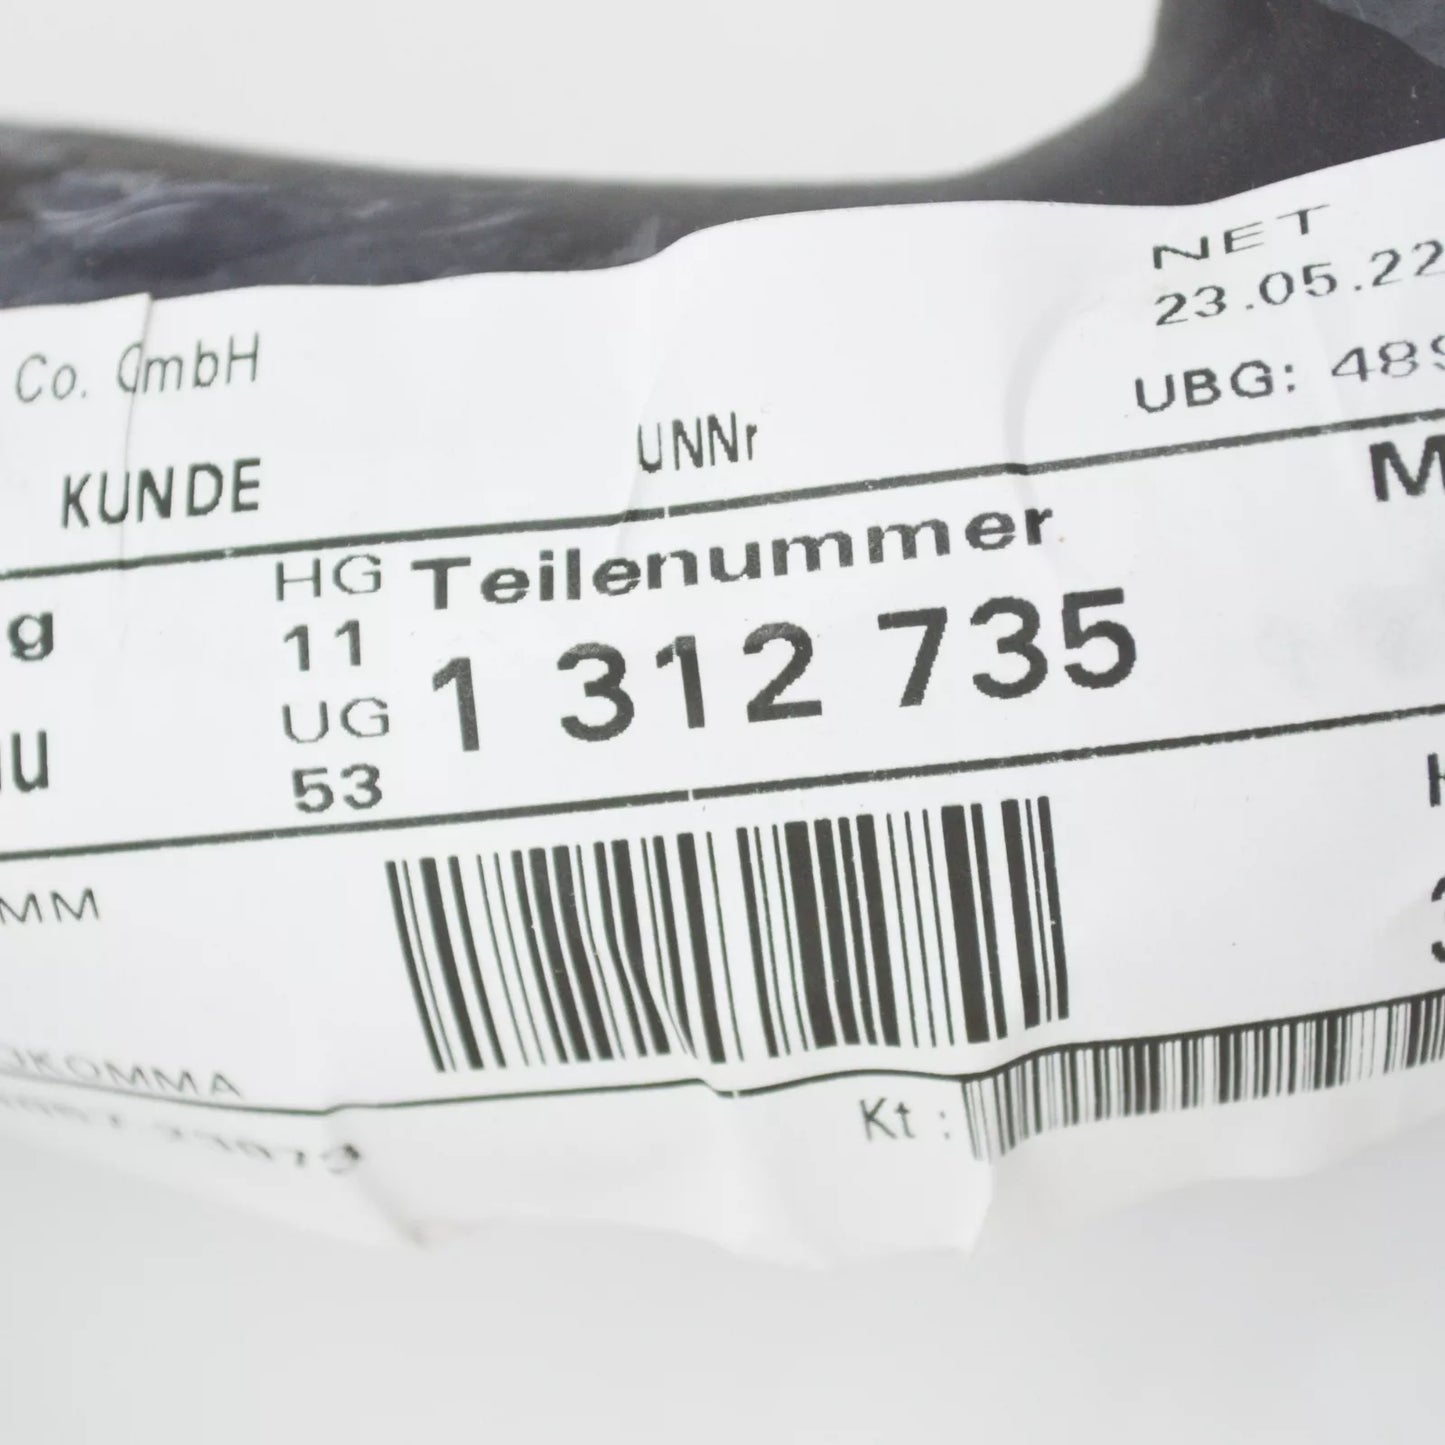 NET
23.05.22
Co. GmbH
UBG: 489
KUNDE
UNNr
M
HG
Teilenummer
g
11
1 312 735
UG
u
53
MM
Kt :